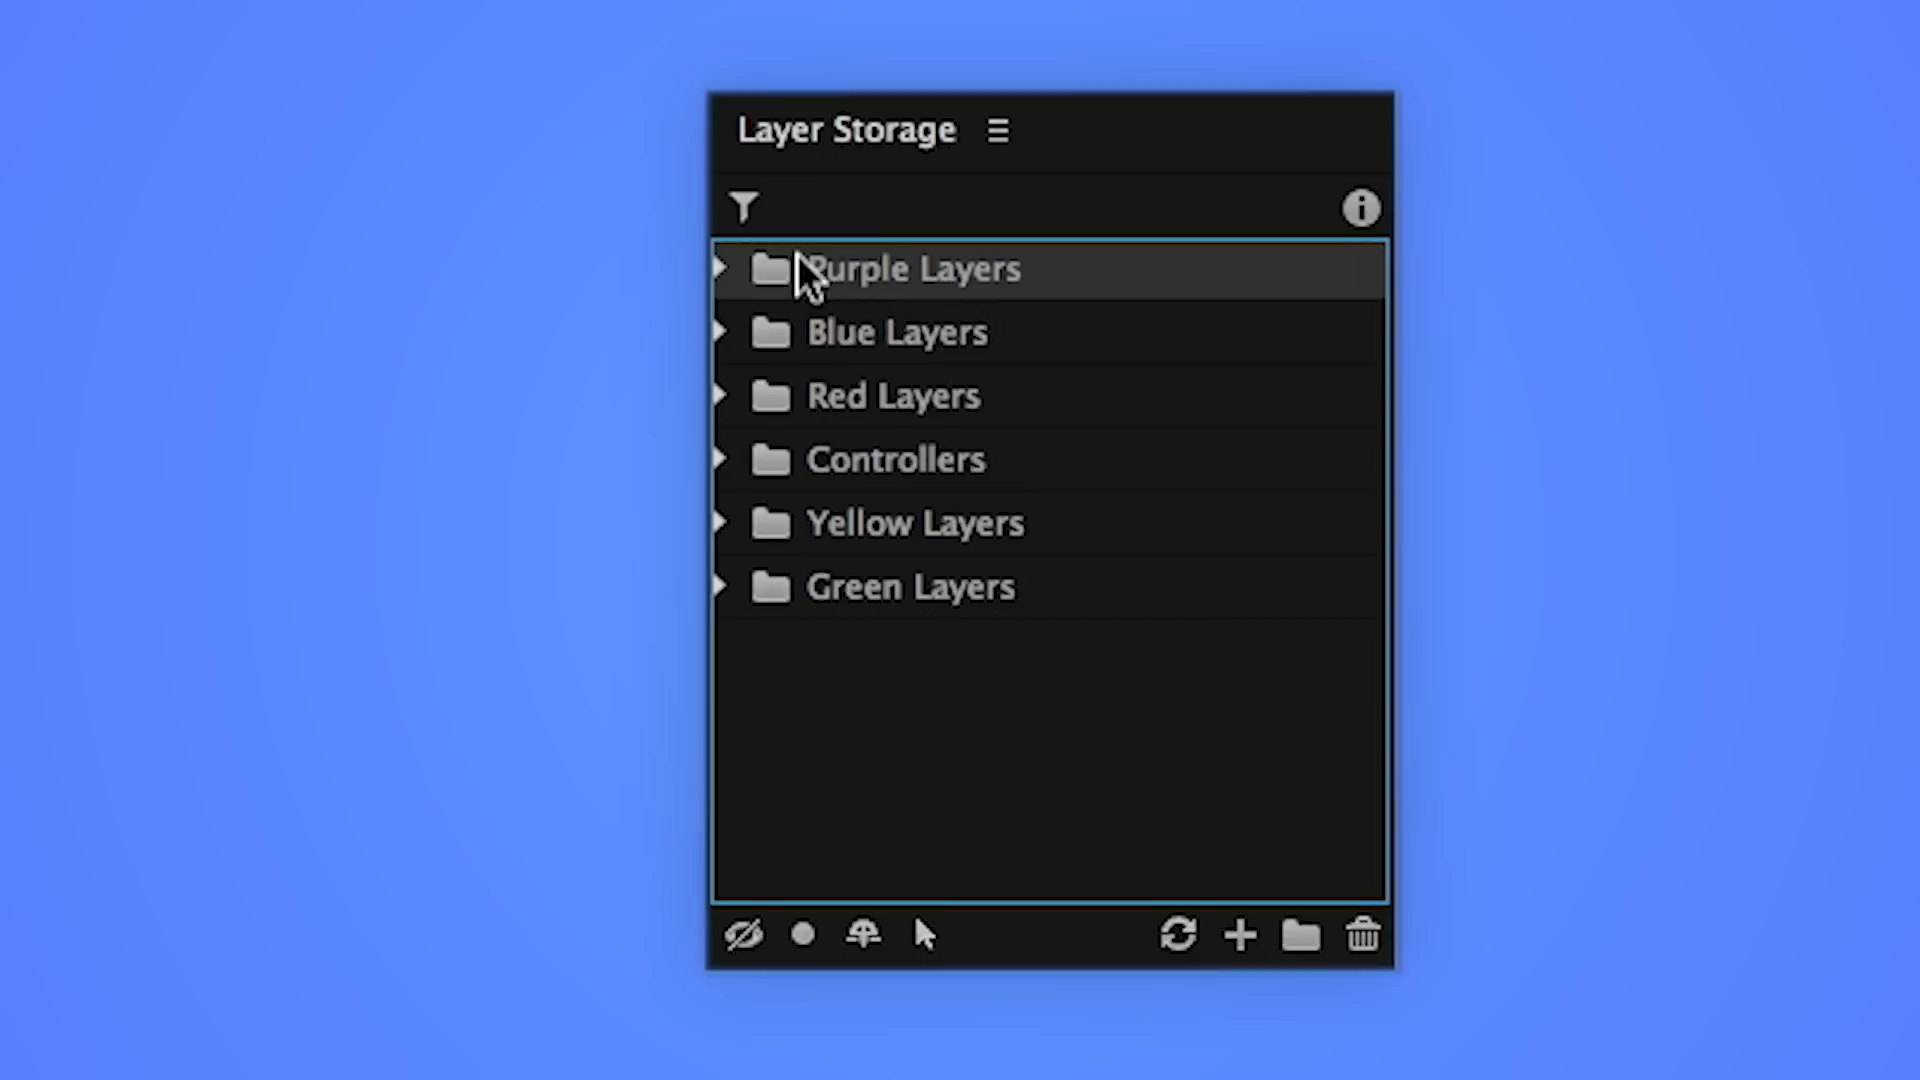 Layer Storage
Purple Layers
Blue Layers
Red Layers
Controllers
Yellow Layers
Green Layers